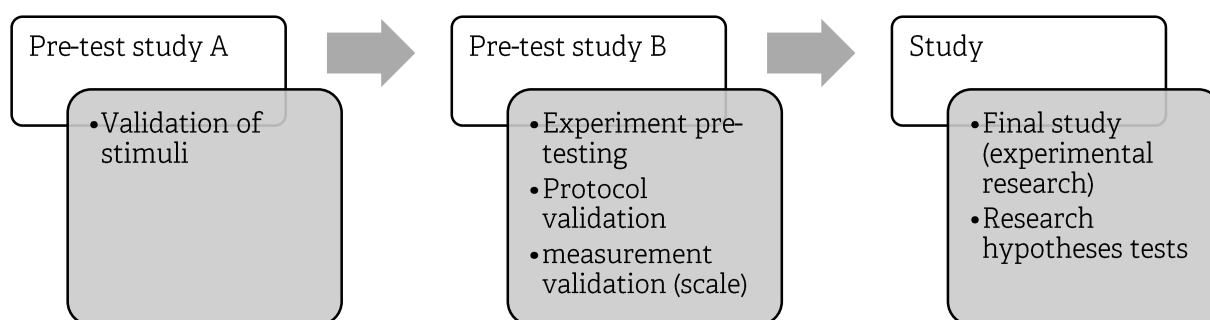 Pre-test study A
•Validation of
stimuli
Pre-test study B
•Experiment pre-
testing
•Protocol
validation
•measurement
validation (scale)
Study
•Final study
(experimental
research)
•Research
hypotheses tests